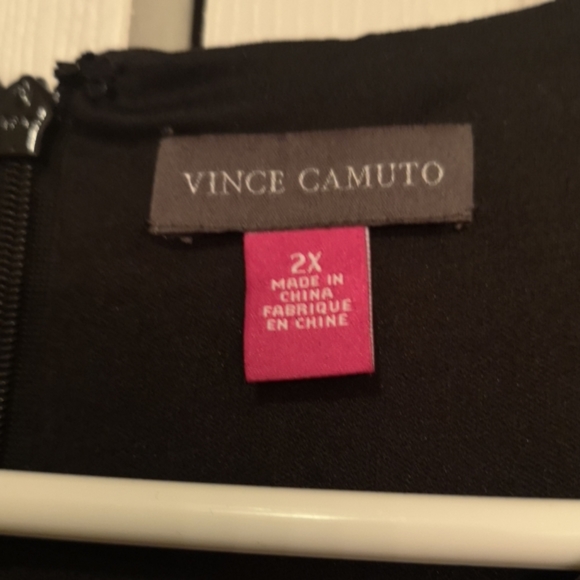 VINCE CAMUTO
2X
MADE IN
CHINA
FABRIQUE
EN CHINE